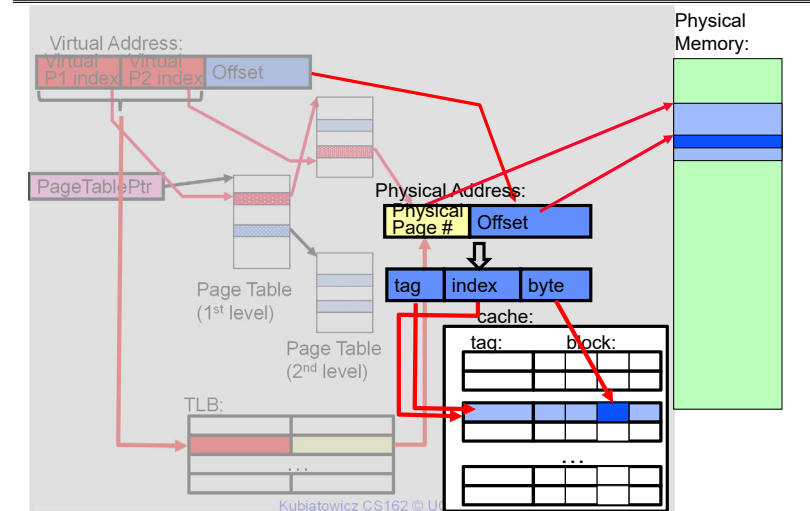 Physical
Memory:
Virtual Address:
Virtual
P1 index
Virtual
P2 index
Offset
PageTablePtr
Physical Address:
Physical
Page #
Offset
tag
index
byte
Page Table
(1st level)
cache:
tag:
block:
Page Table
(2nd level)
TLB:
...
...
Kubiatowicz CS162 © UC